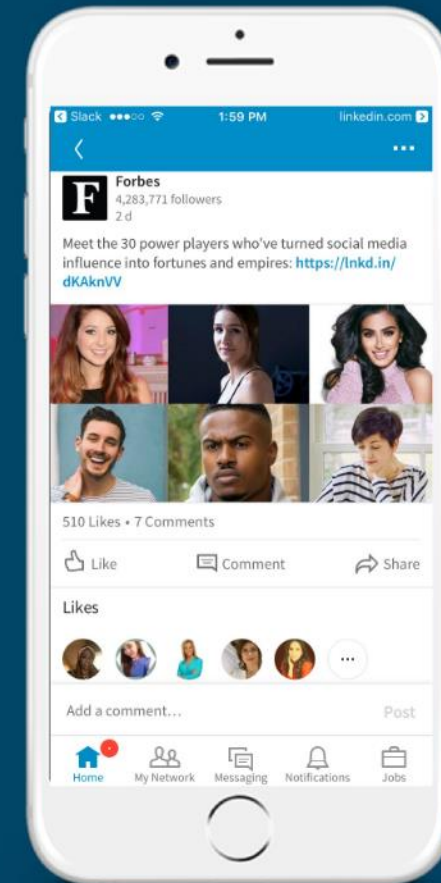 Slack 1:59 PM linkedin.com
F Forbes
4,283,771 followers
2 d
Meet the 30 power players who've turned social media
influence into fortunes and empires: https://lnkd.in/
dKAknVV
510 Likes • 7 Comments
Like Comment Share
Likes
...
Add a comment... Post
Home My Network Messaging Notifications Jobs